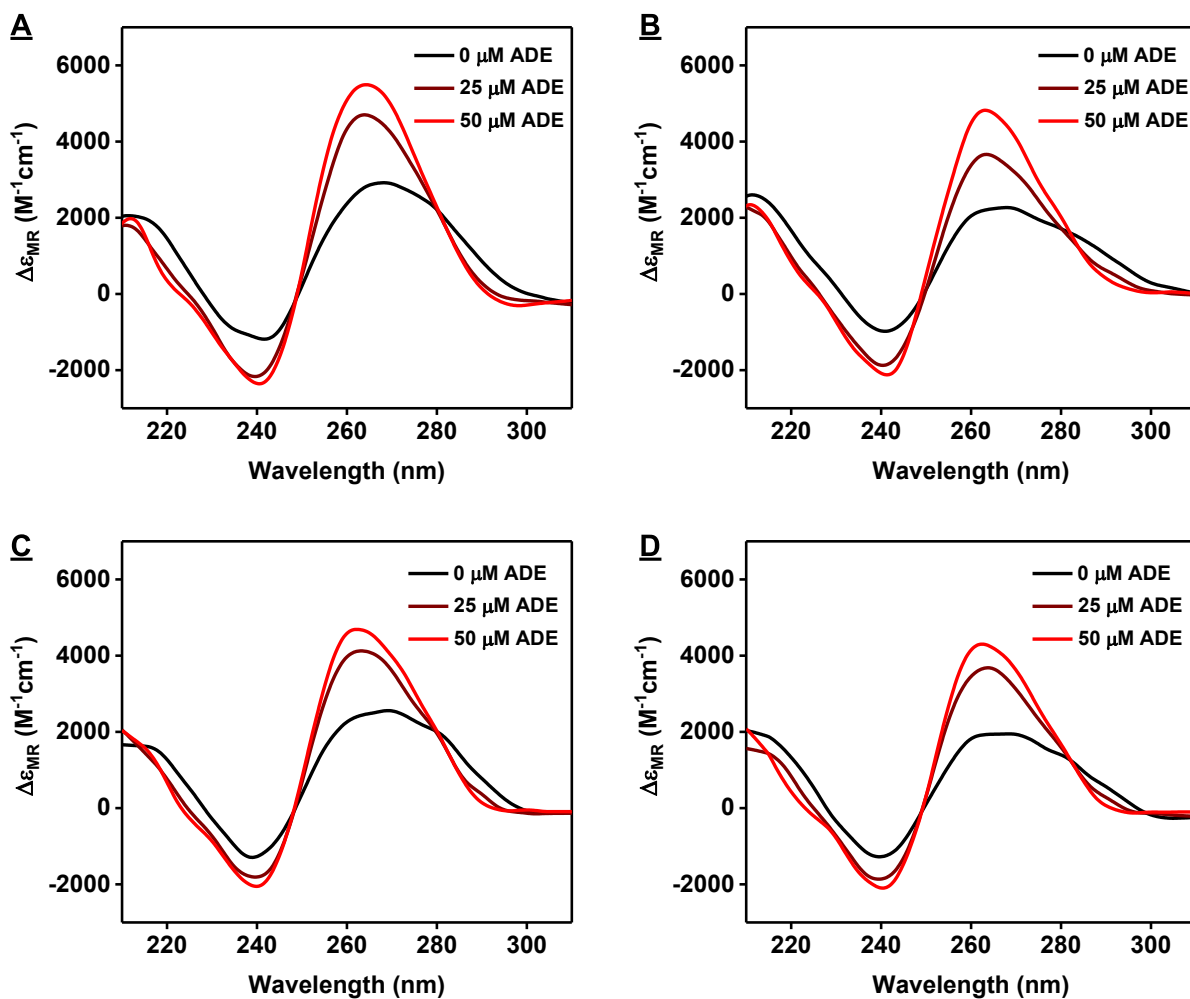 A
Δε_MR (M⁻¹cm⁻¹)
6000
4000
2000
0
-2000
0 μM ADE
25 μM ADE
50 μM ADE
220 240 260 280 300
Wavelength (nm)
B
Δε_MR (M⁻¹cm⁻¹)
6000
4000
2000
0
-2000
0 μM ADE
25 μM ADE
50 μM ADE
220 240 260 280 300
Wavelength (nm)
C
Δε_MR (M⁻¹cm⁻¹)
6000
4000
2000
0
-2000
0 μM ADE
25 μM ADE
50 μM ADE
220 240 260 280 300
Wavelength (nm)
D
Δε_MR (M⁻¹cm⁻¹)
6000
4000
2000
0
-2000
0 μM ADE
25 μM ADE
50 μM ADE
220 240 260 280 300
Wavelength (nm)